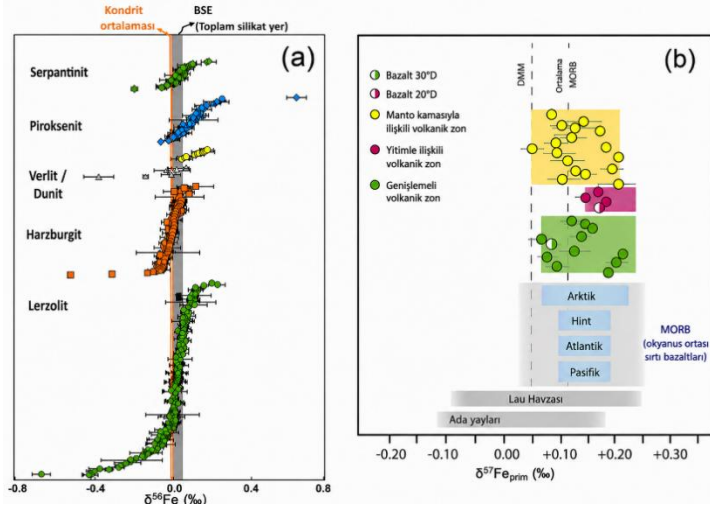 Kondrit
ortalaması
BSE
(Toplam silikat yer)
(a)
Serpantinit
Piroksenit
Verlit /
Dunit
Harzburgit
Lerzolit
-0.8
-0.4
0.0
0.4
0.8
δ56Fe (‰)
(b)
Bazalt 30°D
Bazalt 20°D
Manto kamasıyla
ilişkili volkanik zon
Yitimle ilişkili
volkanik zon
Genişlemeli
volkanik zon
DMM
Ortalama
MORB
Arktik
Hint
Atlantik
Pasifik
MORB
(okyanus ortası
sırtı bazaltları)
Lau Havzası
Ada yayları
-0.20
-0.10
0.00
+0.10
+0.20
+0.30
δ57Feprim (‰)